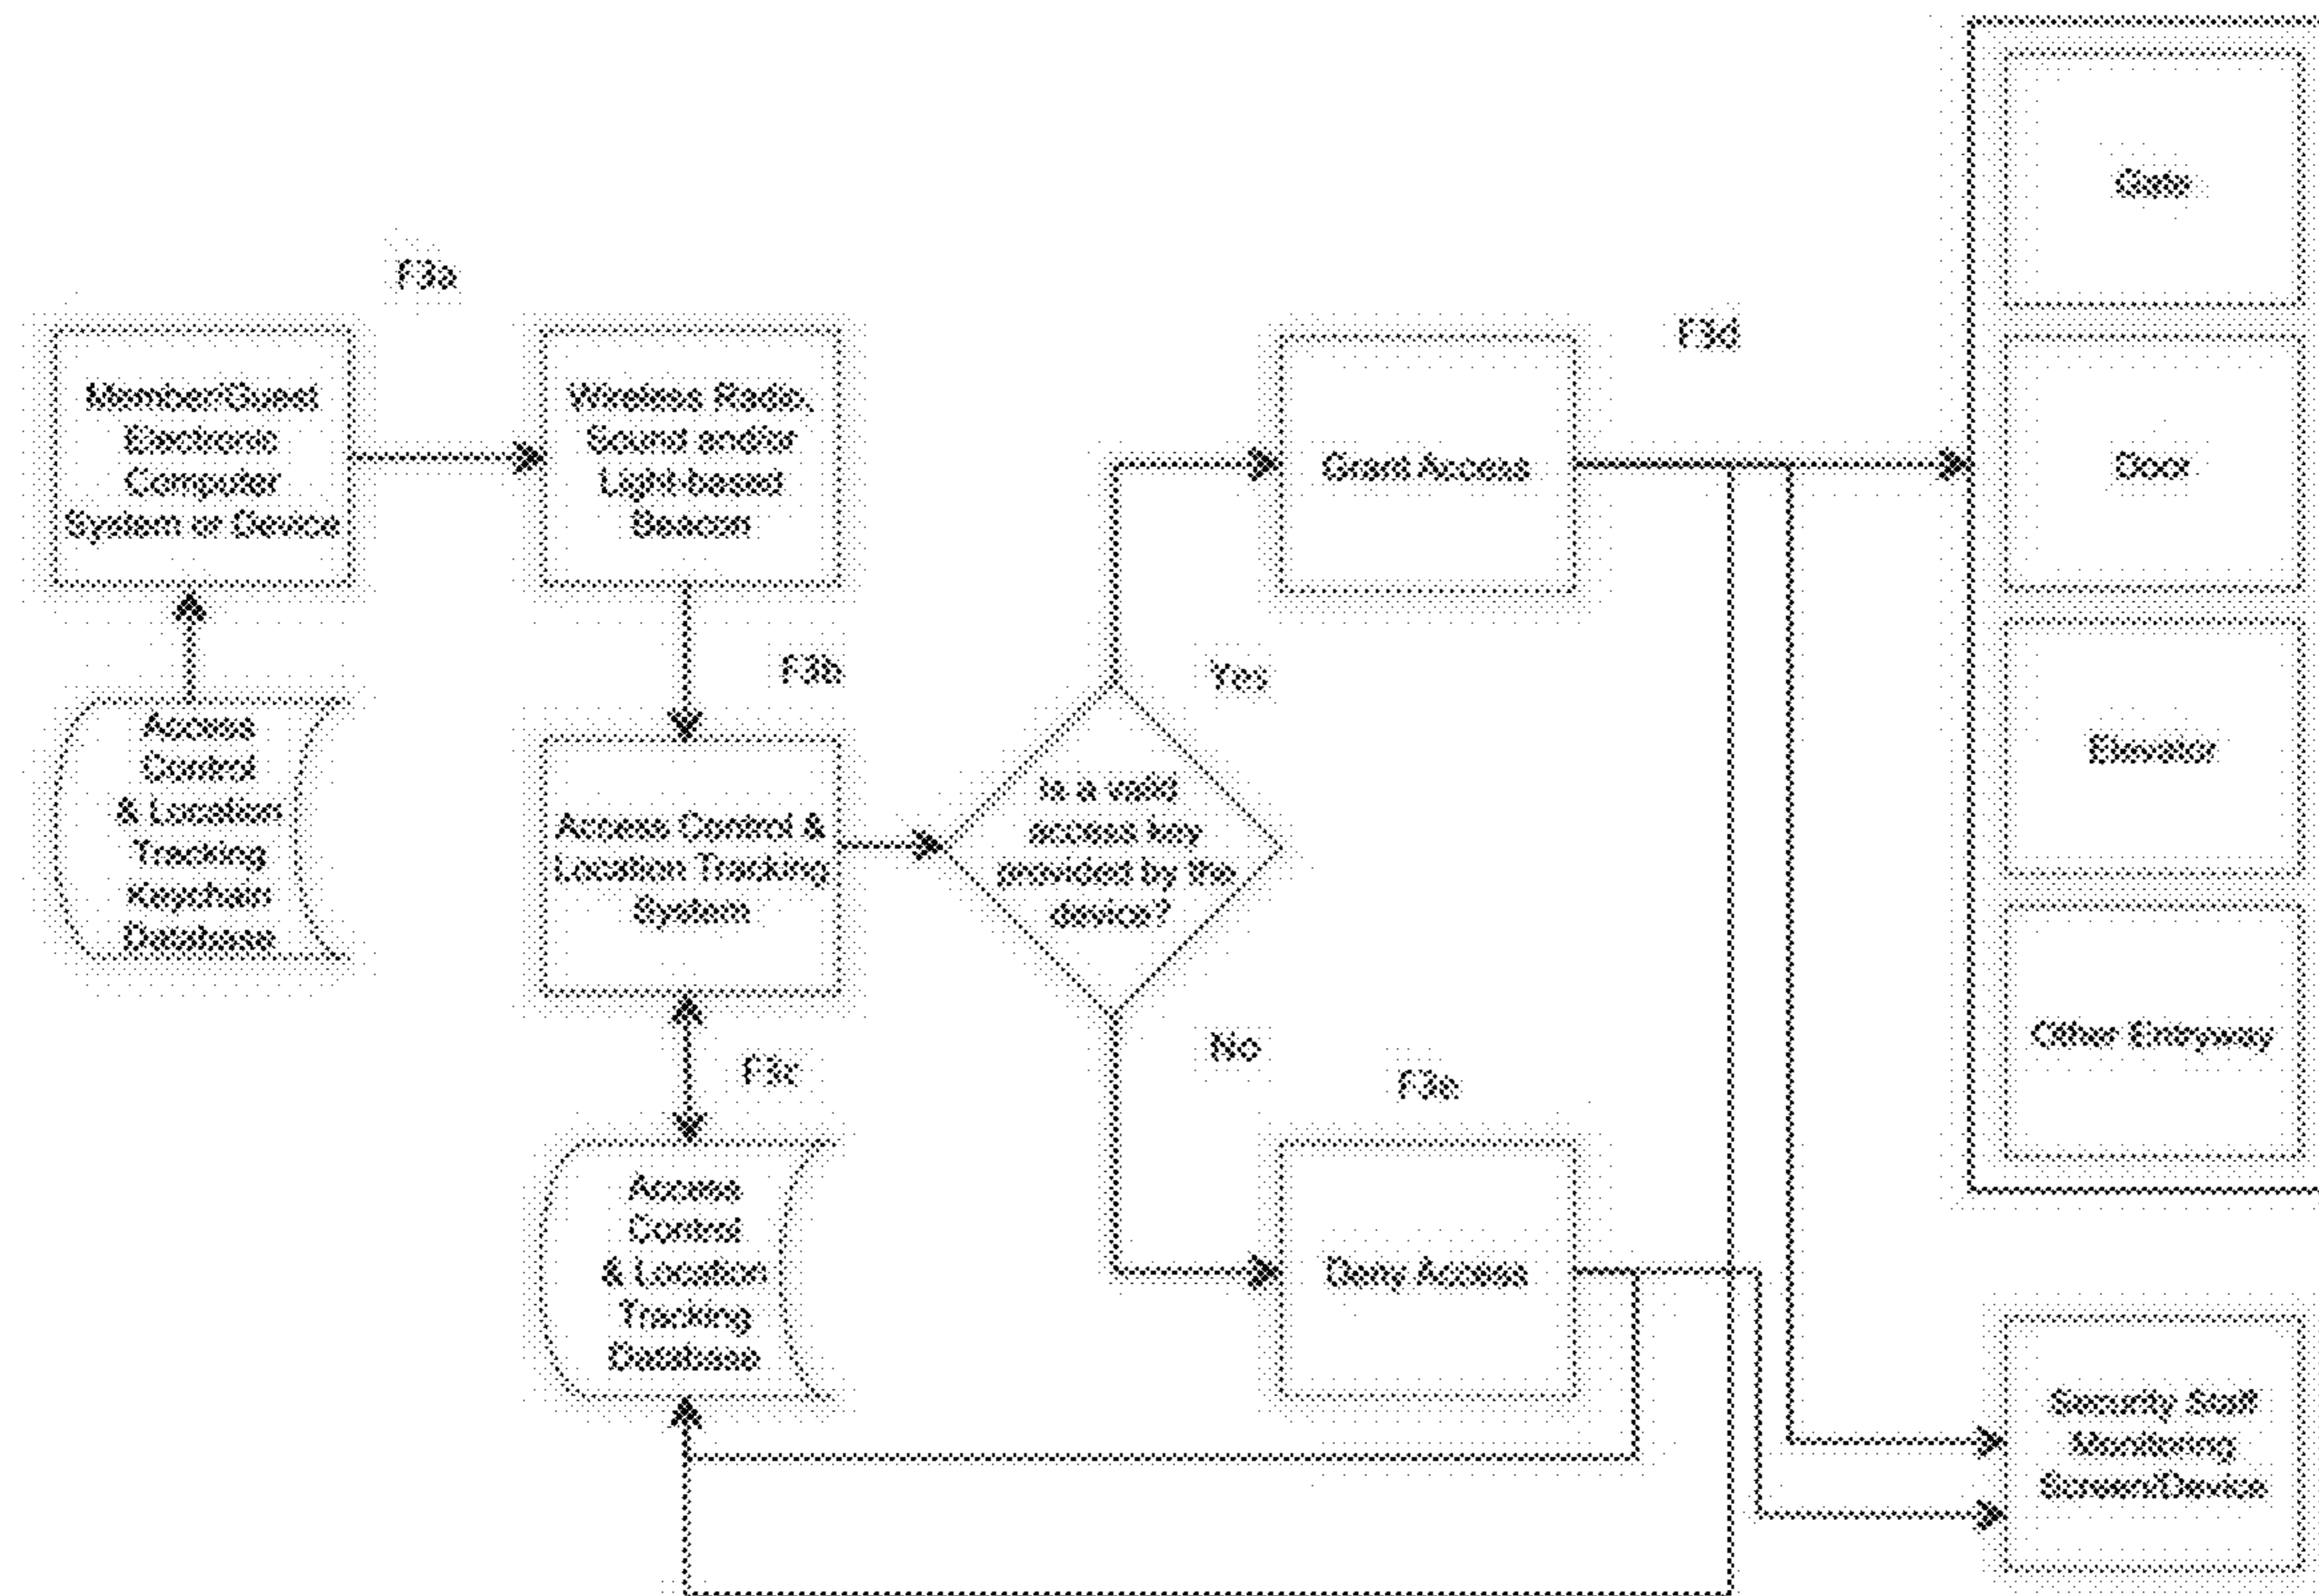 F3a
Member/Guest
Electronic
Computer
System or Device
Wireless Radio,
Sound and/or
Light-based
Beacon
Access
Control
& Location
Tracking
Keychain
Database
F3b
Access Control &
Location Tracking
System
F3c
Access
Control
& Location
Tracking
Database
Is a valid
access key
provided by the
device?
Yes
No
Grant Access
F3d
F3e
Deny Access
Gate
Door
Elevator
Other Entryway
Security Staff
Monitoring
Screen/Device